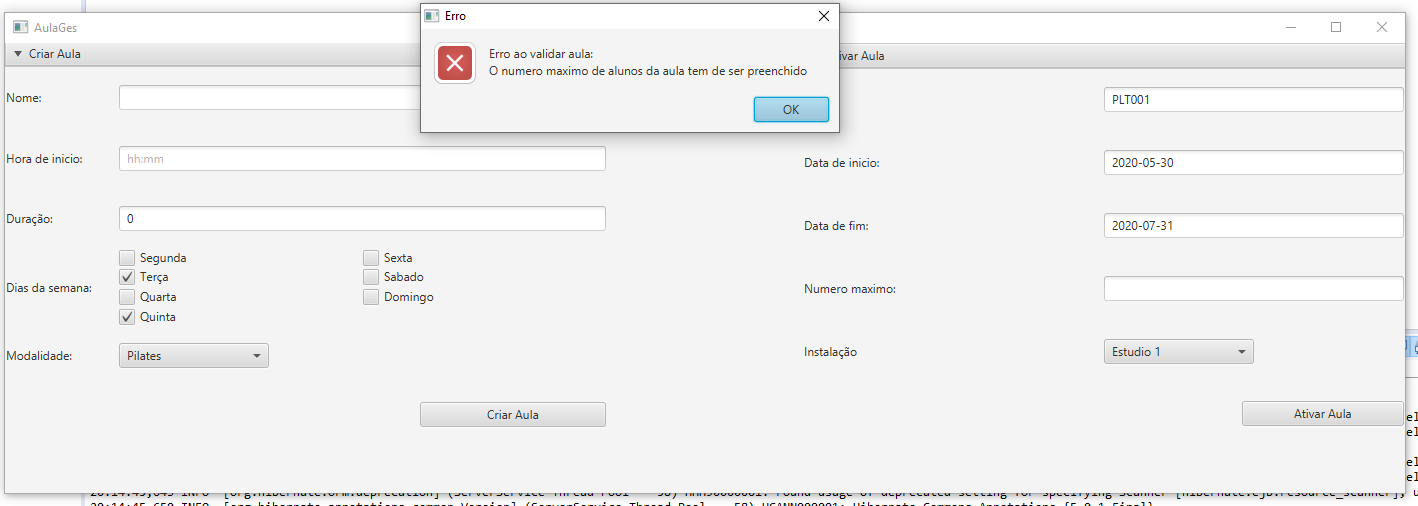 AulaGes
Erro
Erro ao validar aula:
O numero maximo de alunos da aula tem de ser preenchido
OK
Criar Aula
Nome:
Hora de inicio:
hh:mm
Duração:
0
Dias da semana:
Segunda
Terça
Quarta
Quinta
Sexta
Sabado
Domingo
Modalidade:
Pilates
Criar Aula
Aula
PLT001
Data de inicio:
2020-05-30
Data de fim:
2020-07-31
Numero maximo:
Instalação
Estudio 1
Ativar Aula